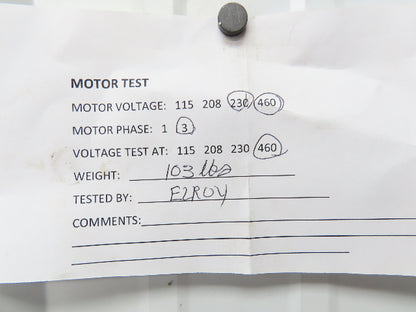 MOTOR TEST
MOTOR VOLTAGE: 115 208 230 460
MOTOR PHASE: 1 3
VOLTAGE TEST AT: 115 208 230 460
WEIGHT: 103 lbs
TESTED BY: ELROY
COMMENTS: